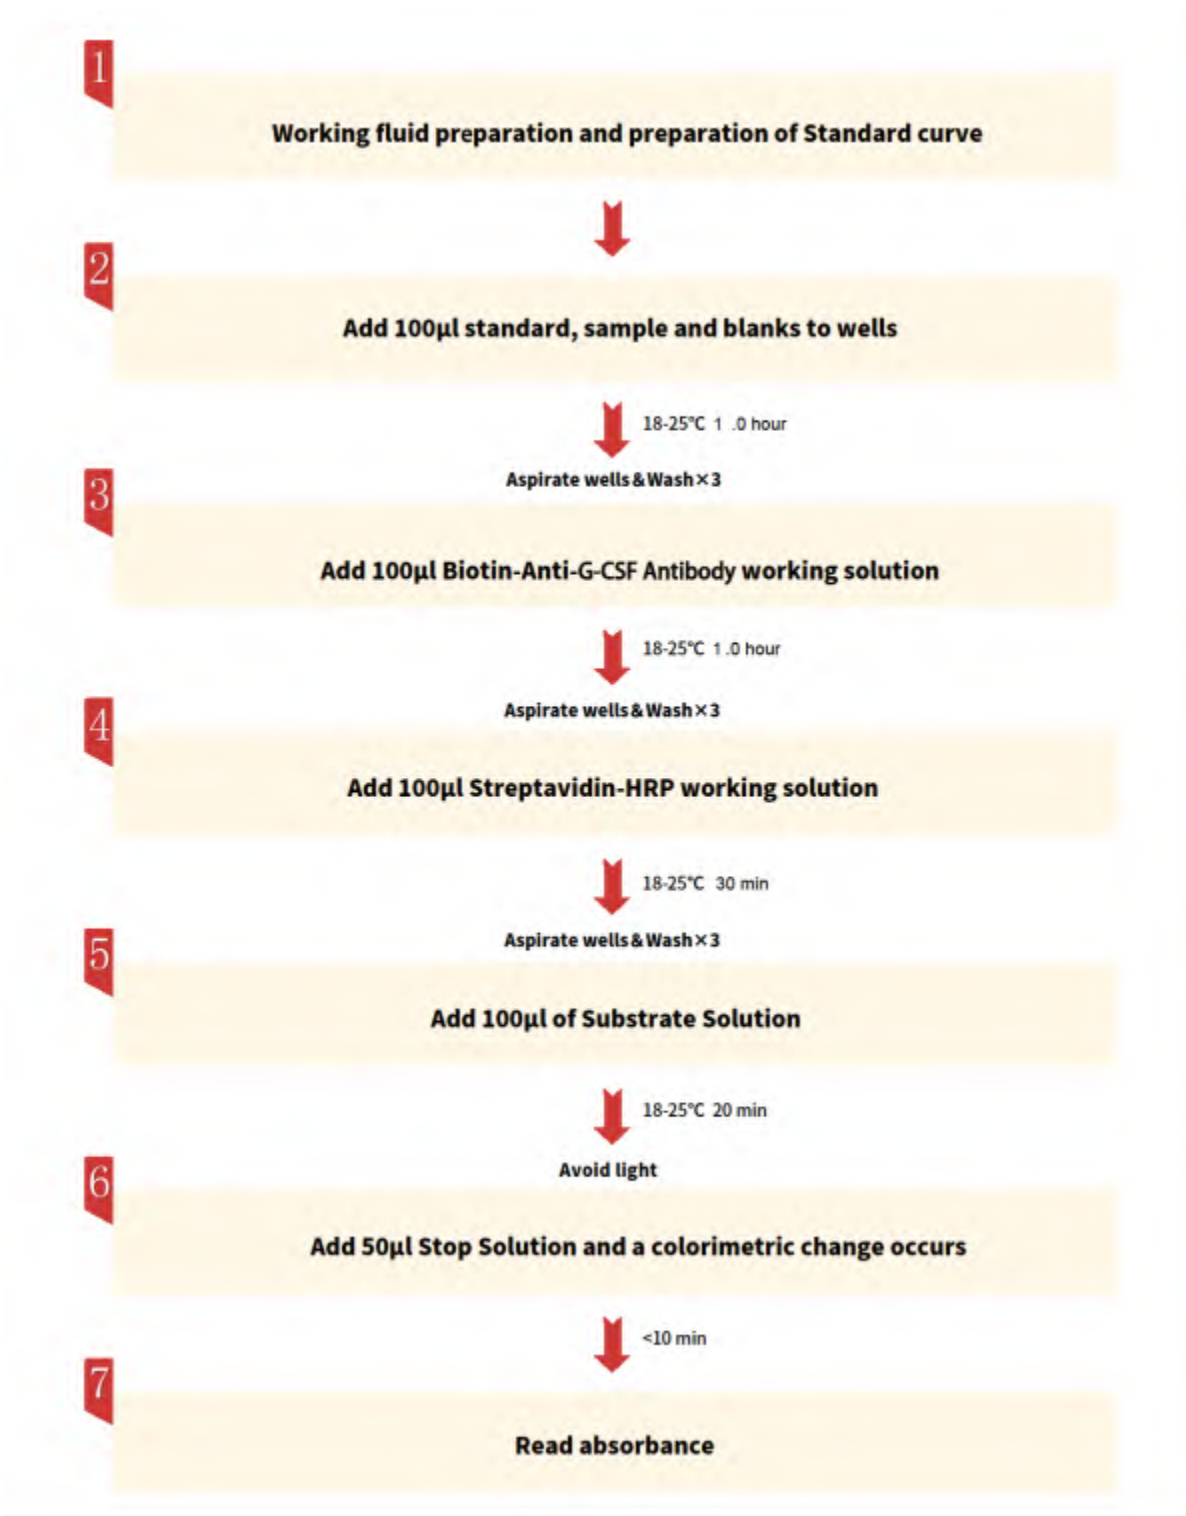 1
Working fluid preparation and preparation of Standard curve
2
Add 100μl standard, sample and blanks to wells
18-25℃ 1 .0 hour
Aspirate wells&Wash×3
3
Add 100μl Biotin-Anti-G-CSF Antibody working solution
18-25℃ 1 .0 hour
Aspirate wells&Wash×3
4
Add 100μl Streptavidin-HRP working solution
18-25℃ 30 min
Aspirate wells&Wash×3
5
Add 100μl of Substrate Solution
18-25℃ 20 min
Avoid light
6
Add 50μl Stop Solution and a colorimetric change occurs
<10 min
7
Read absorbance